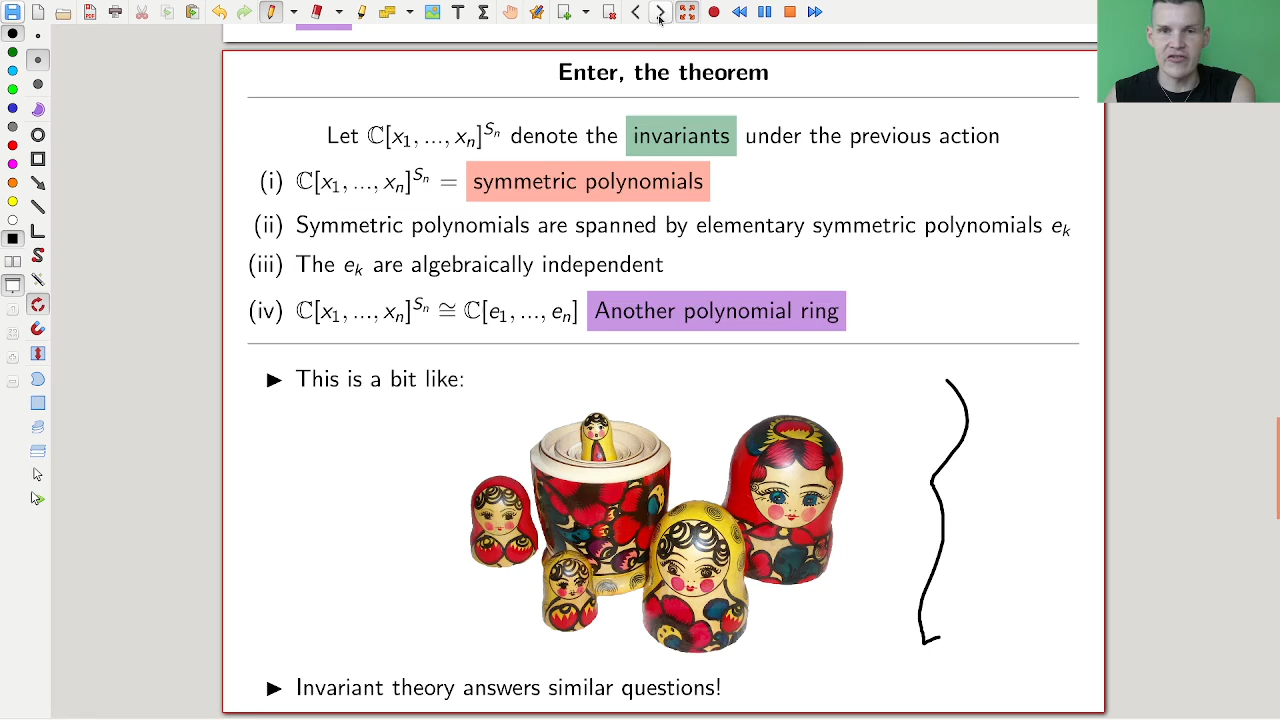 Enter, the theorem
Let ℂ[x₁, ..., xₙ]^{Sₙ} denote the invariants under the previous action
(i) ℂ[x₁, ..., xₙ]^{Sₙ} = symmetric polynomials
(ii) Symmetric polynomials are spanned by elementary symmetric polynomials eₖ
(iii) The eₖ are algebraically independent
(iv) ℂ[x₁, ..., xₙ]^{Sₙ} ≅ ℂ[e₁, ..., eₙ] Another polynomial ring
► This is a bit like:
► Invariant theory answers similar questions!